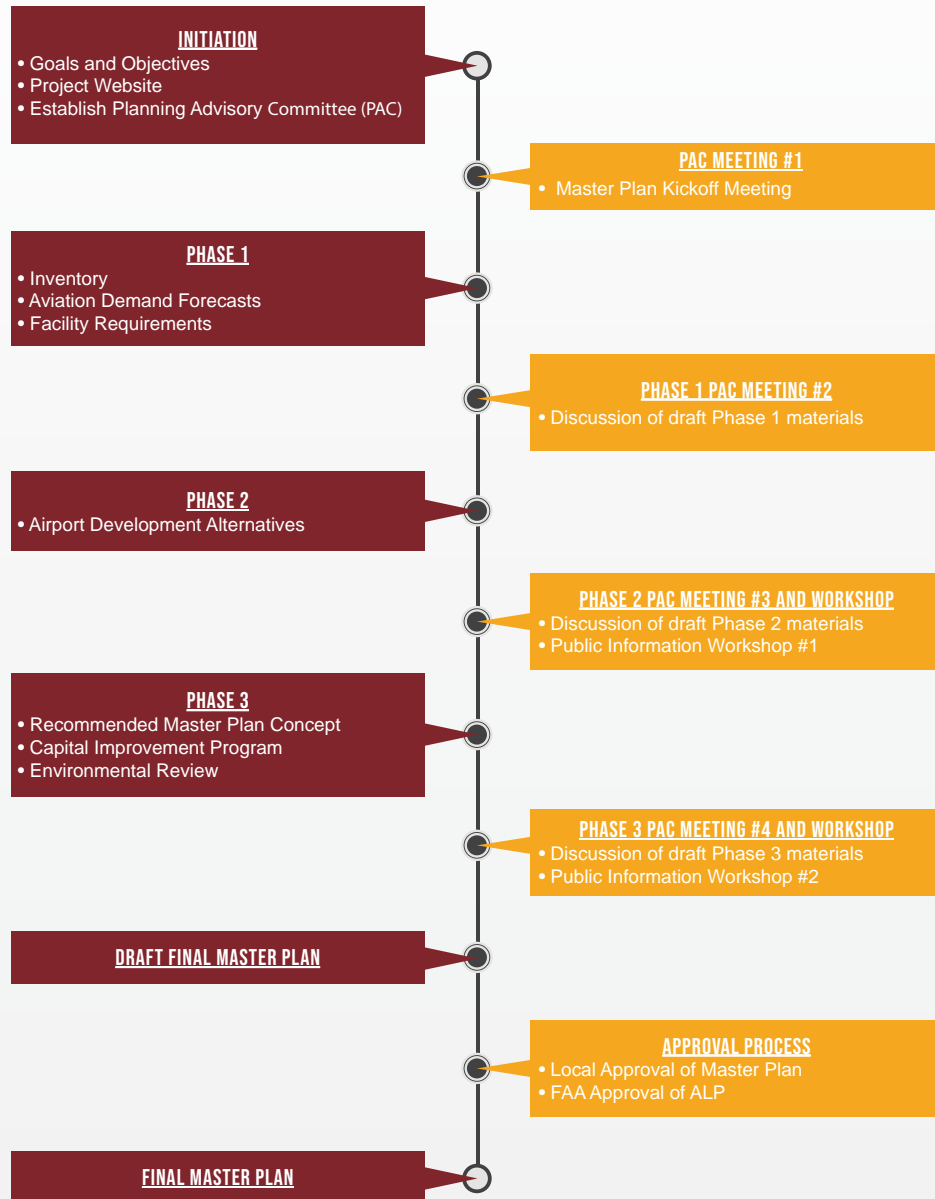 INITIATION
• Goals and Objectives
• Project Website
• Establish Planning Advisory Committee (PAC)
PAC MEETING #1
• Master Plan Kickoff Meeting
PHASE 1
• Inventory
• Aviation Demand Forecasts
• Facility Requirements
PHASE 1 PAC MEETING #2
• Discussion of draft Phase 1 materials
PHASE 2
• Airport Development Alternatives
PHASE 2 PAC MEETING #3 AND WORKSHOP
• Discussion of draft Phase 2 materials
• Public Information Workshop #1
PHASE 3
• Recommended Master Plan Concept
• Capital Improvement Program
• Environmental Review
PHASE 3 PAC MEETING #4 AND WORKSHOP
• Discussion of draft Phase 3 materials
• Public Information Workshop #2
DRAFT FINAL MASTER PLAN
APPROVAL PROCESS
• Local Approval of Master Plan
• FAA Approval of ALP
FINAL MASTER PLAN